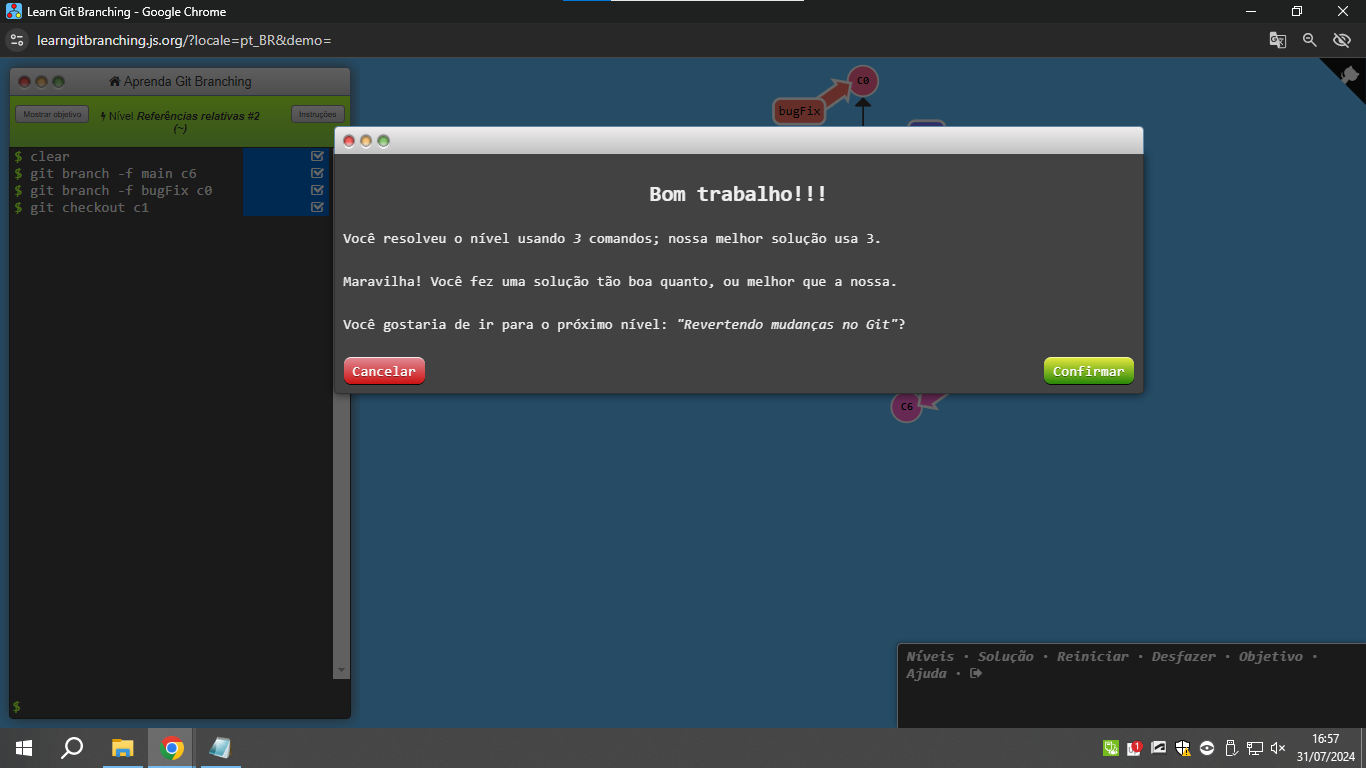 Learn Git Branching - Google Chrome
learngitbranching.js.org/?locale=pt_BR&demo=
Aprenda Git Branching
Mostrar objetivo
Nível Referências relativas #2 (~)
Instruções
$ clear
$ git branch -f main c6
$ git branch -f bugFix c0
$ git checkout c1
$
C0
bugFix
Bom trabalho!!!
Você resolveu o nível usando 3 comandos; nossa melhor solução usa 3.
Maravilha! Você fez uma solução tão boa quanto, ou melhor que a nossa.
Você gostaria de ir para o próximo nível: "Revertendo mudanças no Git"?
Cancelar
Confirmar
C6
Níveis · Solução · Reiniciar · Desfazer · Objetivo ·
Ajuda ·
1
16:57
31/07/2024